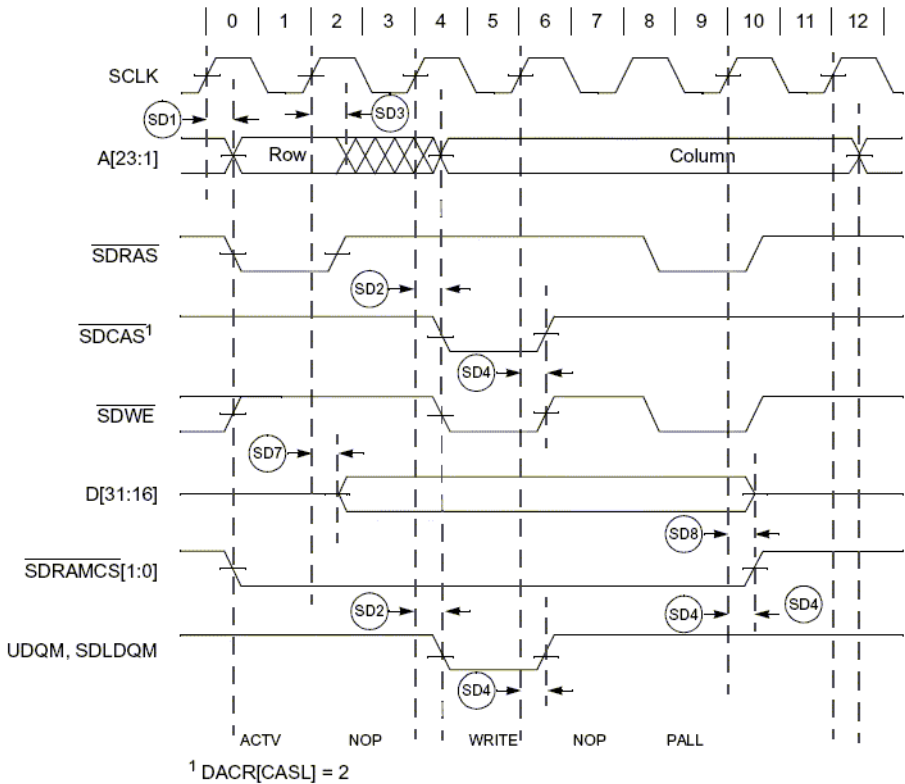 0 1 2 3 4 5 6 7 8 9 10 11 12
SCLK
SD1 SD3
A[23:1] Row Column
SDRAS
SD2
SDCAS¹
SD4
SDWE
SD7
D[31:16]
SD8
SDRAMCS[1:0]
SD2 SD4 SD4
UDQM, SDLDQM
SD4
ACTV NOP WRITE NOP PALL
¹ DACR[CASL] = 2